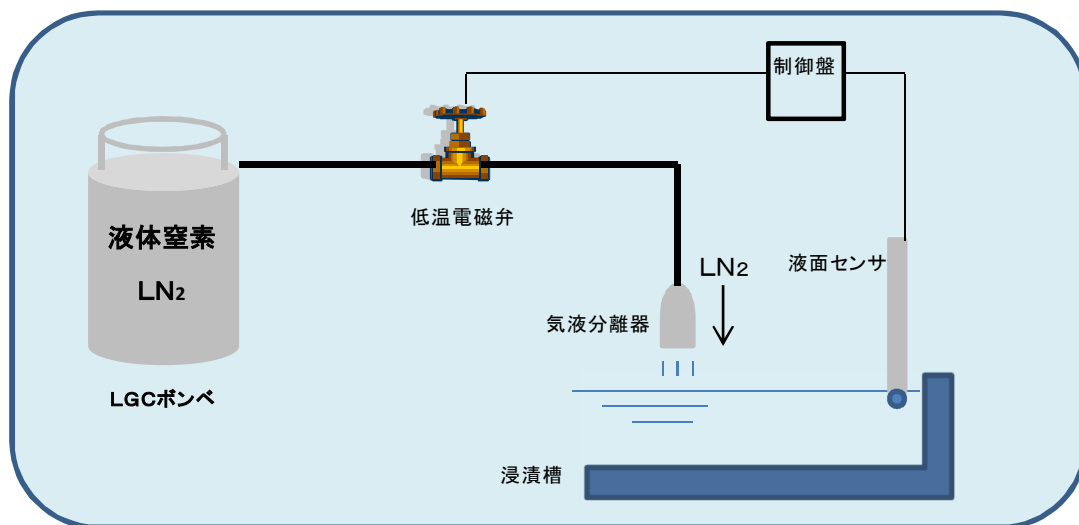 制御盤
低温電磁弁
液体窒素
LN₂
LN₂
液面センサ
気液分離器
LGCボンベ
浸漬槽